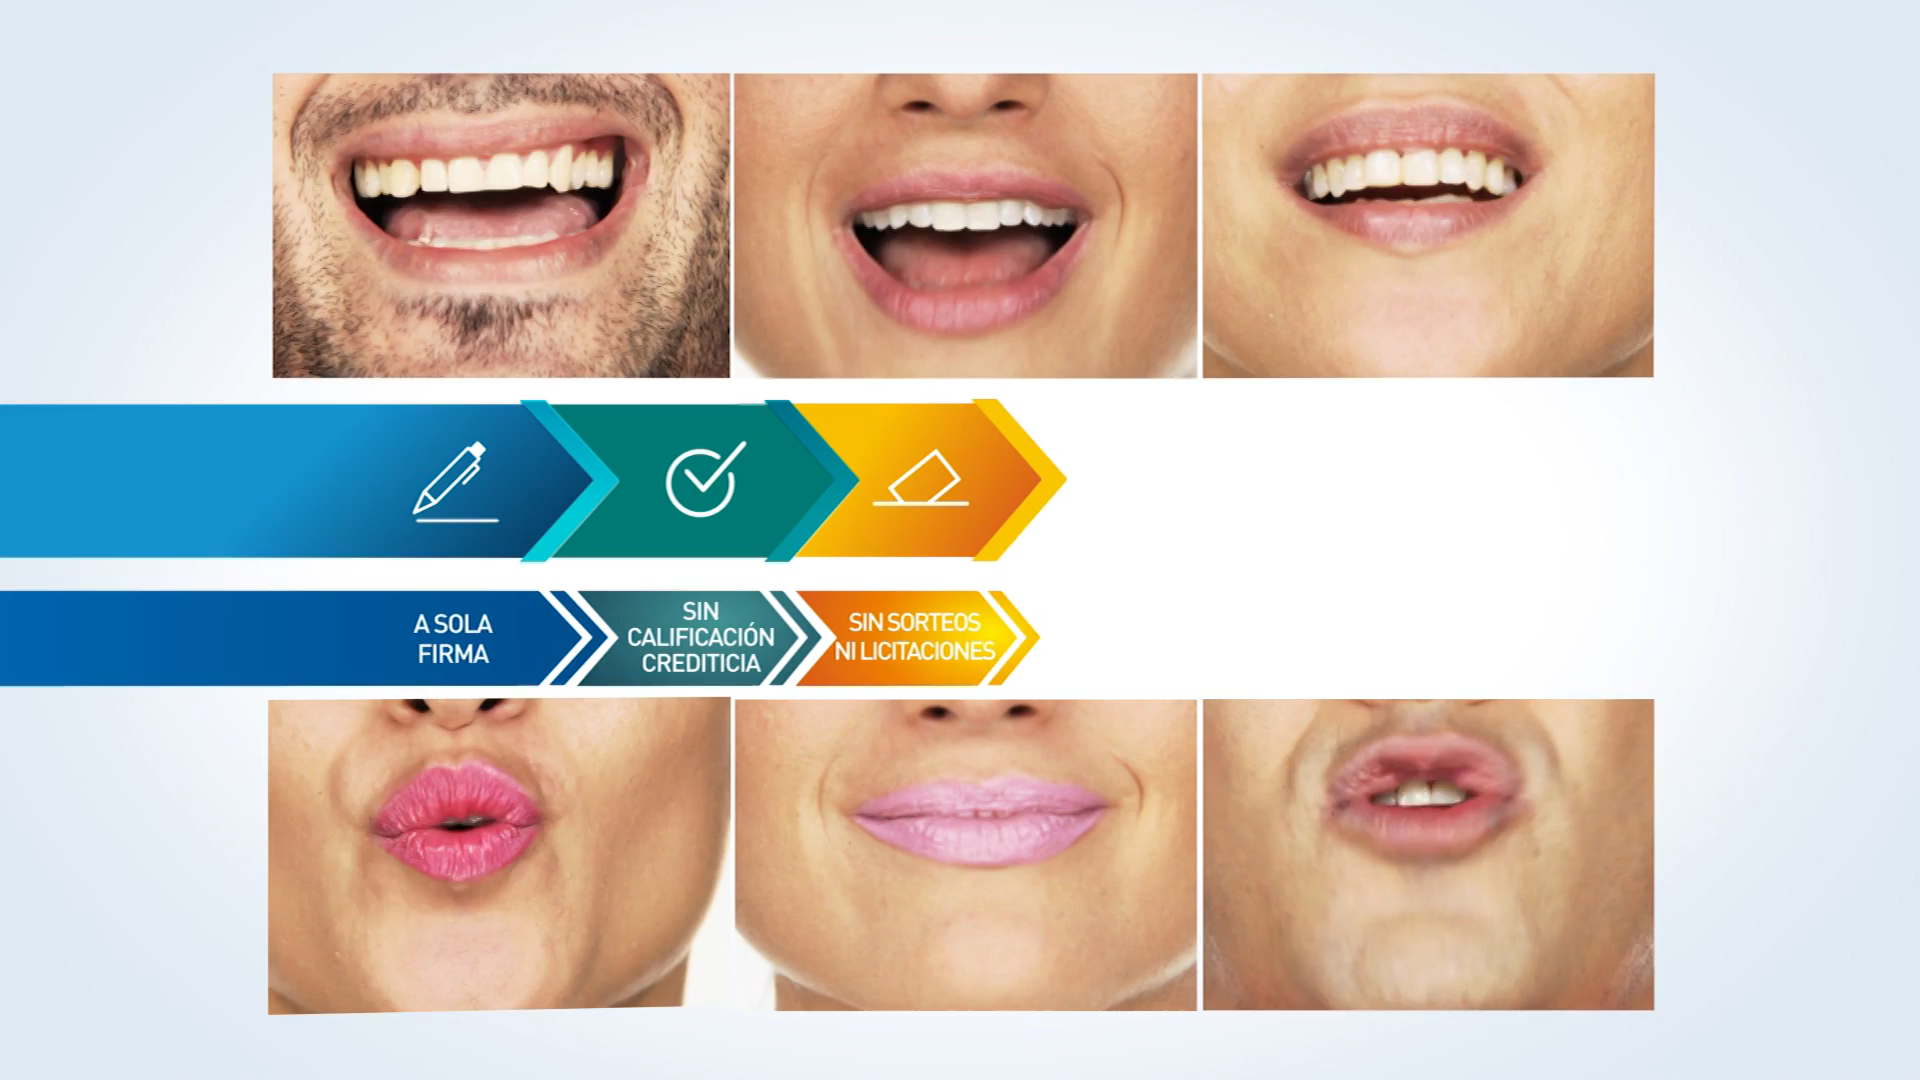 A SOLA
FIRMA
SIN
CALIFICACIÓN
CREDITICIA
SIN SORTEOS
NI LICITACIONES